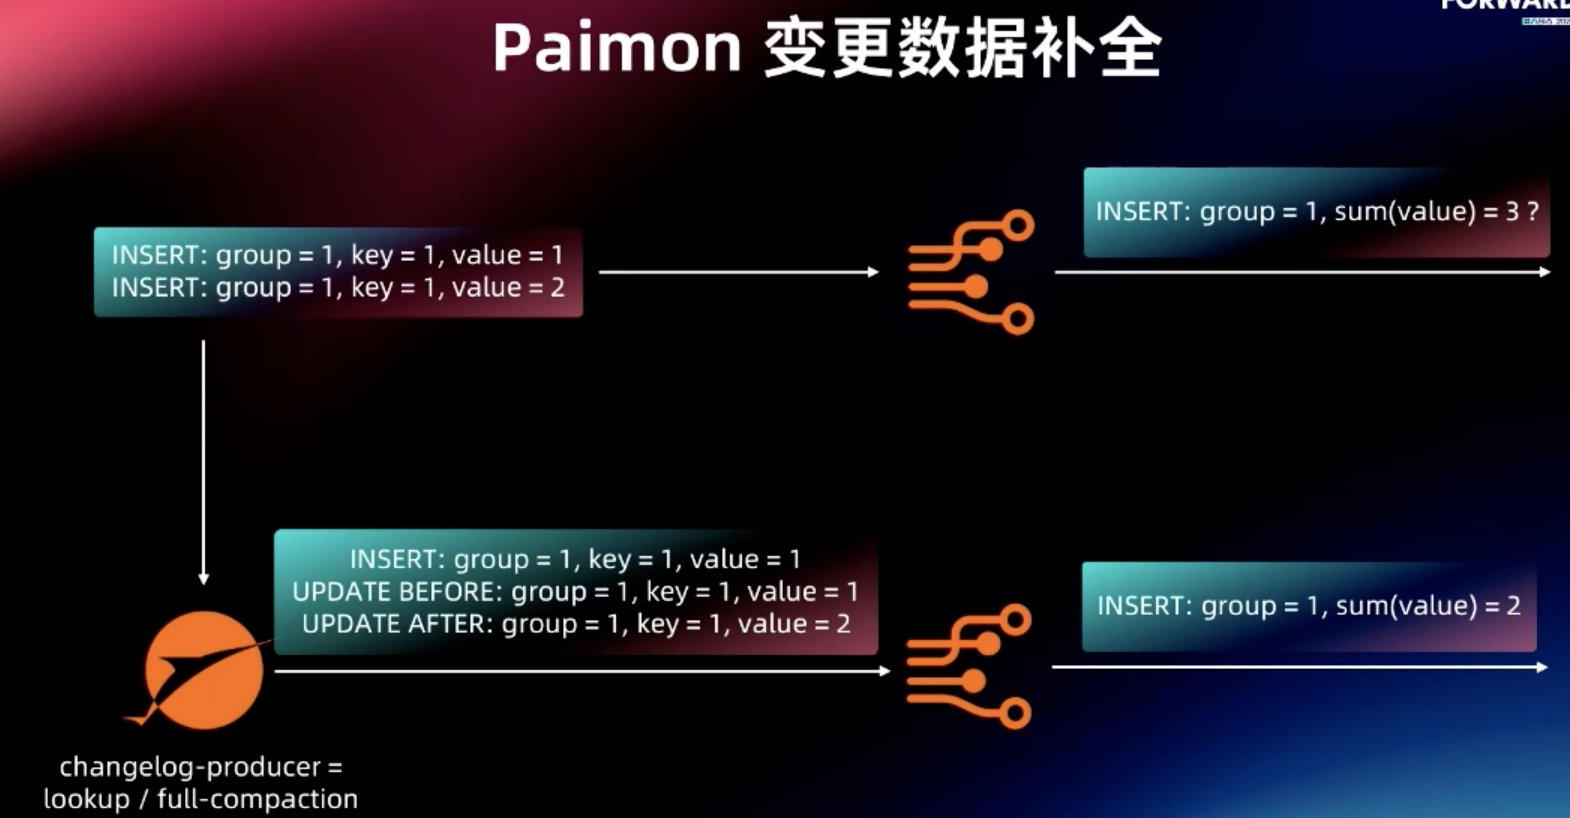 FORWARD
Paimon 变更数据补全
INSERT: group = 1, sum(value) = 3 ?
INSERT: group = 1, key = 1, value = 1
INSERT: group = 1, key = 1, value = 2
INSERT: group = 1, key = 1, value = 1
UPDATE BEFORE: group = 1, key = 1, value = 1
UPDATE AFTER: group = 1, key = 1, value = 2
INSERT: group = 1, sum(value) = 2
changelog-producer =
lookup / full-compaction